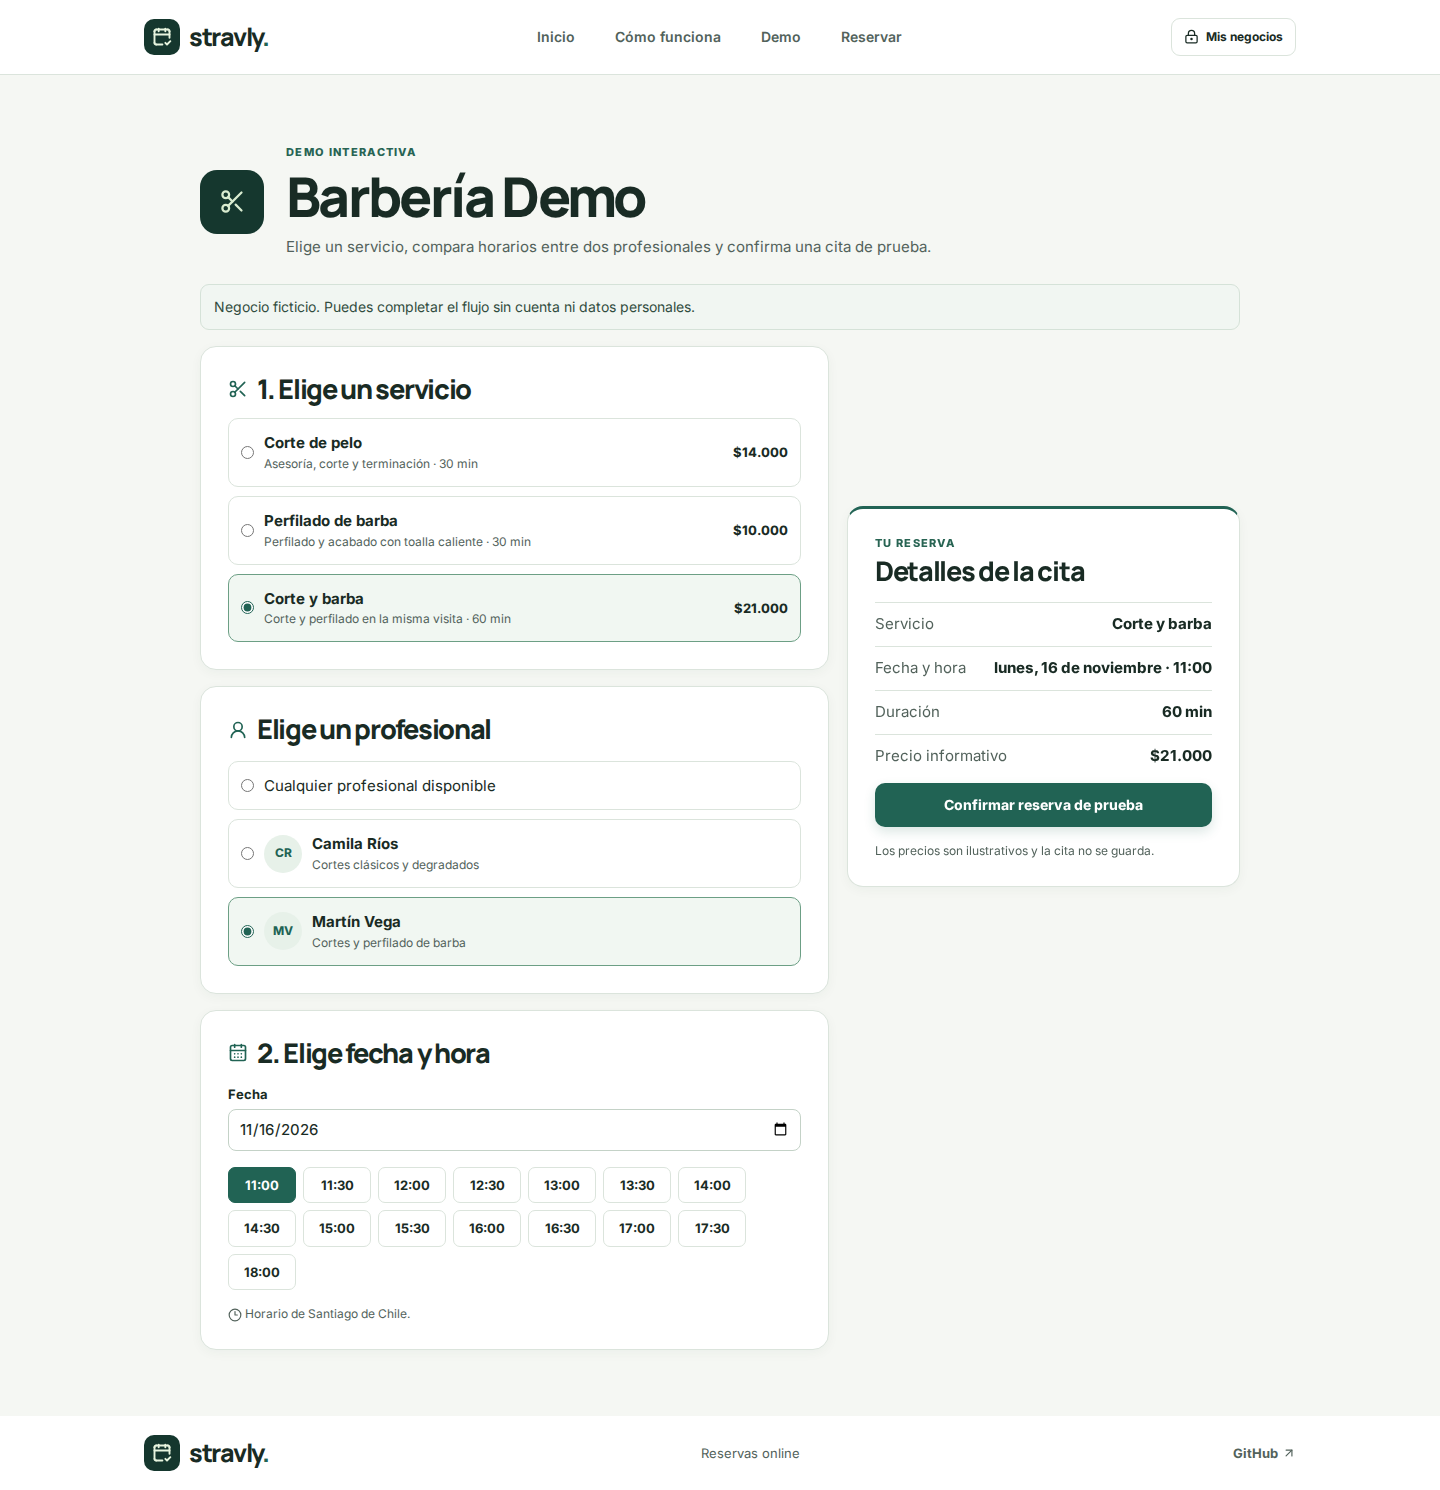 stravly.
Inicio
Cómo funciona
Demo
Reservar
Mis negocios
DEMO INTERACTIVA
Barbería Demo
Elige un servicio, compara horarios entre dos profesionales y confirma una cita de prueba.
Negocio ficticio. Puedes completar el flujo sin cuenta ni datos personales.
1. Elige un servicio
Corte de pelo
Asesoría, corte y terminación · 30 min
$14.000
Perfilado de barba
Perfilado y acabado con toalla caliente · 30 min
$10.000
Corte y barba
Corte y perfilado en la misma visita · 60 min
$21.000
Elige un profesional
Cualquier profesional disponible
CR
Camila Ríos
Cortes clásicos y degradados
MV
Martín Vega
Cortes y perfilado de barba
2. Elige fecha y hora
Fecha
11/16/2026
11:00 11:30 12:00 12:30 13:00 13:30 14:00
14:30 15:00 15:30 16:00 16:30 17:00 17:30
18:00
Horario de Santiago de Chile.
TU RESERVA
Detalles de la cita
Servicio Corte y barba
Fecha y hora lunes, 16 de noviembre · 11:00
Duración 60 min
Precio informativo $21.000
Confirmar reserva de prueba
Los precios son ilustrativos y la cita no se guarda.
stravly.
Reservas online
GitHub